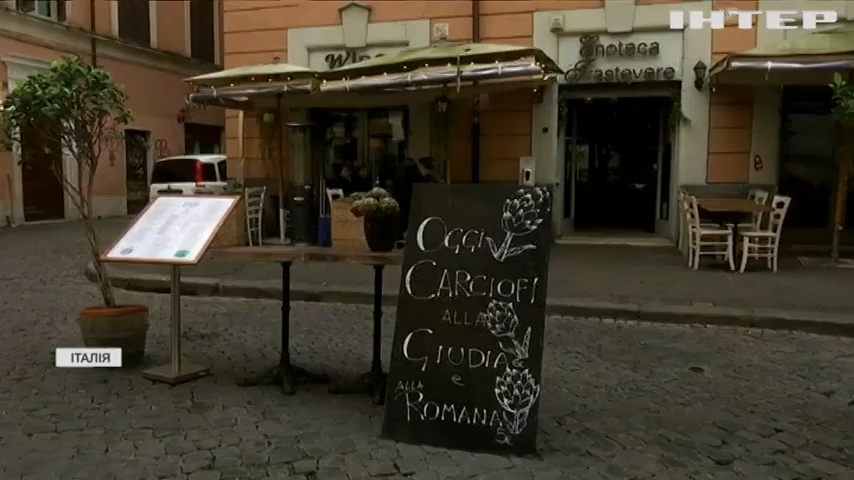 ІНТЕР
Enoteca
Trastevere
OGGI
CARCIOFI
ALLA
GIUDIA
e
ALLA
ROMANA
ІТАЛІЯ